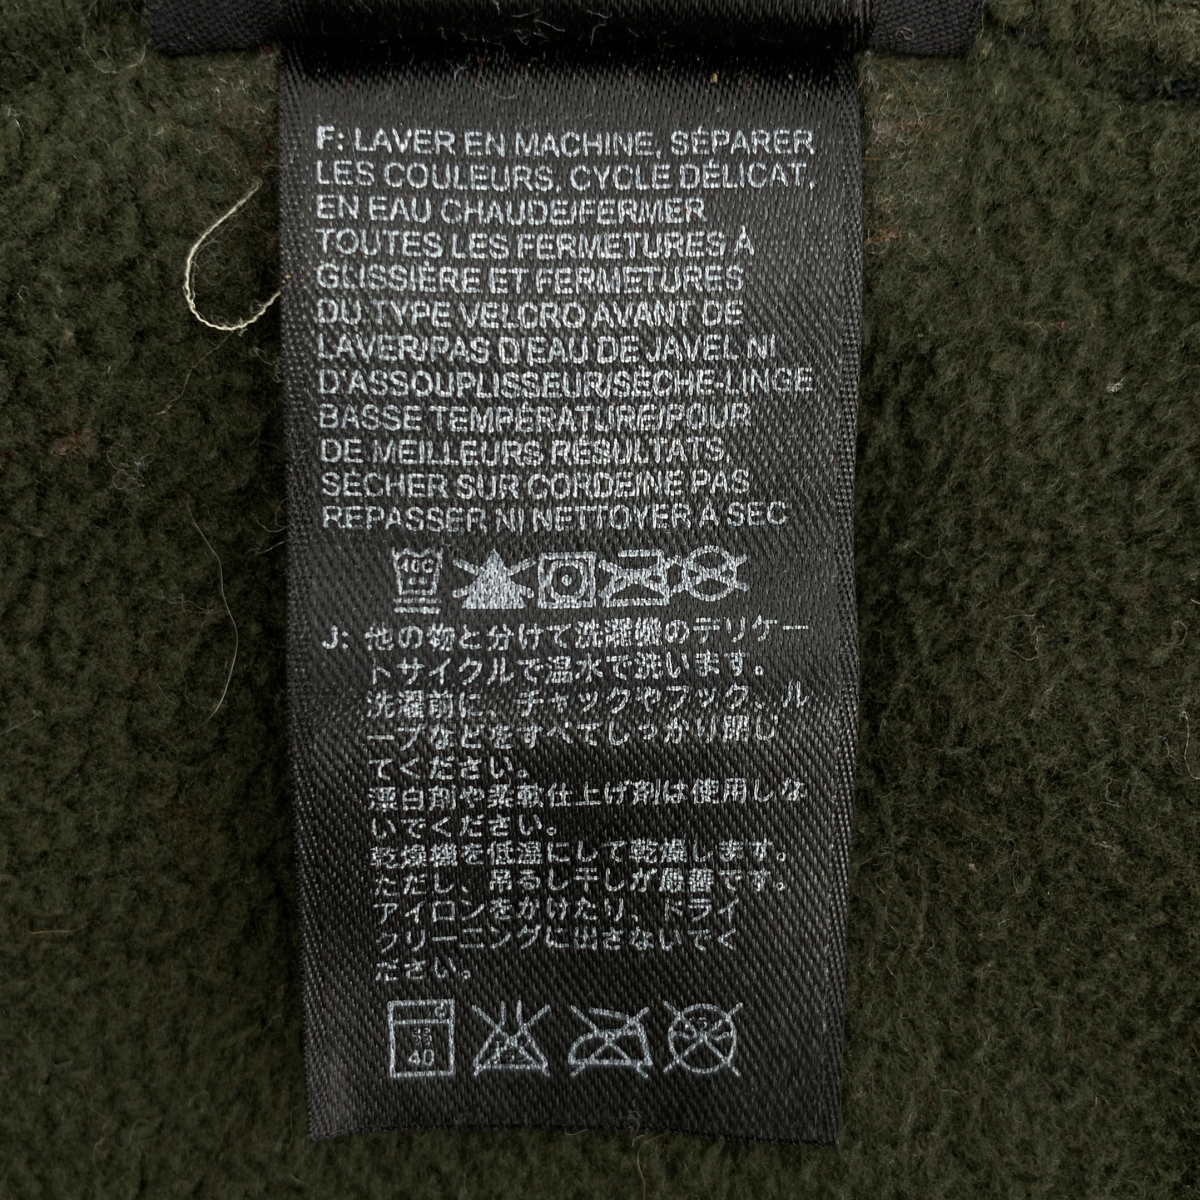 F: LAVER EN MACHINE, SÉPARER
LES COULEURS. CYCLE DÉLICAT,
EN EAU CHAUDE/FERMER
TOUTES LES FERMETURES À
GLISSIÈRE ET FERMETURES
DU TYPE VELCRO AVANT DE
LAVER/PAS D'EAU DE JAVEL NI
D'ASSOUPLISSEUR/SÈCHE-LINGE
BASSE TEMPÉRATURE/POUR
DE MEILLEURS RÉSULTATS,
SÉCHER SUR CORDE/NE PAS
REPASSER NI NETTOYER À SEC
40C
J: 他の物と分けて洗濯機のデリケー
トサイクルで温水で洗います。
洗濯前に、チャックやフック、ル
ープなどをすべてしっかり閉じ
てください。
漂白剤や柔軟仕上げ剤は使用しな
いでください。
乾燥機を低温にして乾燥します。
ただし、吊るし干しが最善です。
アイロンをかけたり、ドライ
クリーニングに出さないでく
ださい。
40